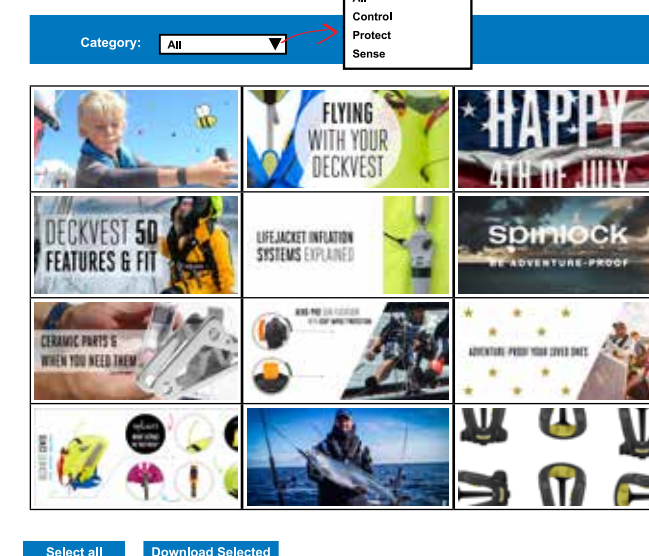 All
Control
Category:
All
Protect
Sense
FLYING
WITH YOUR
DECKVEST
HAPPY
4TH OF JULY
DECKVEST 5D
FEATURES & FIT
LIFEJACKET INFLATION
SYSTEMS EXPLAINED
spinlock
BE ADVENTURE-PROOF
CERAMIC PARTS &
WHEN YOU NEED THEM
ADVENTURE-PROOF YOUR LOVED ONES
Select all
Download Selected